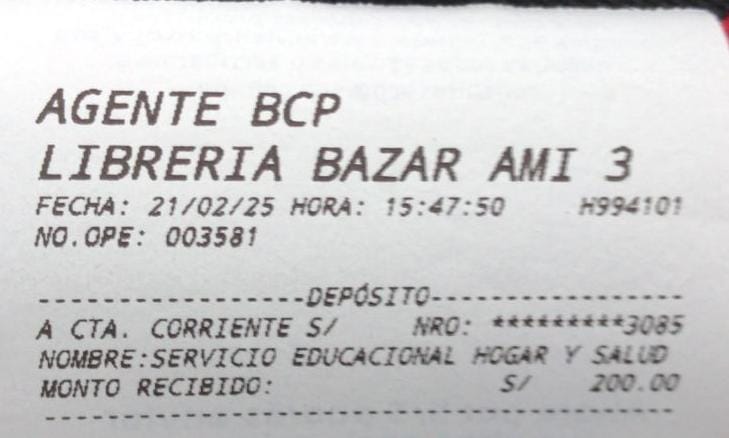 AGENTE BCP
LIBRERIA BAZAR AMI 3
FECHA: 21/02/25 HORA: 15:47:50 H994101
NO.OPE: 003581
------------------DEPÓSITO-----------------
A CTA. CORRIENTE S/ NRO: *********3085
NOMBRE:SERVICIO EDUCACIONAL HOGAR Y SALUD
MONTO RECIBIDO: S/ 200.00
-------------------------------------------